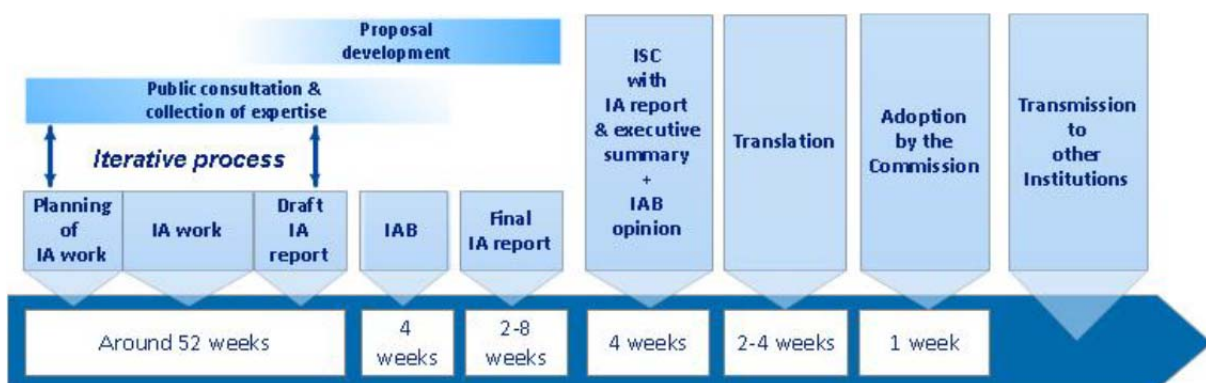 Proposal
development
Public consultation &
collection of expertise
Iterative process
Planning
of
IA work
IA work
Draft
IA
report
IAB
Final
IA report
ISC
with
IA report
& executive
summary
+
IAB
opinion
Translation
Adoption
by the
Commission
Transmission
to
other
Institutions
Around 52 weeks
4
weeks
2-8
weeks
4 weeks
2-4 weeks
1 week